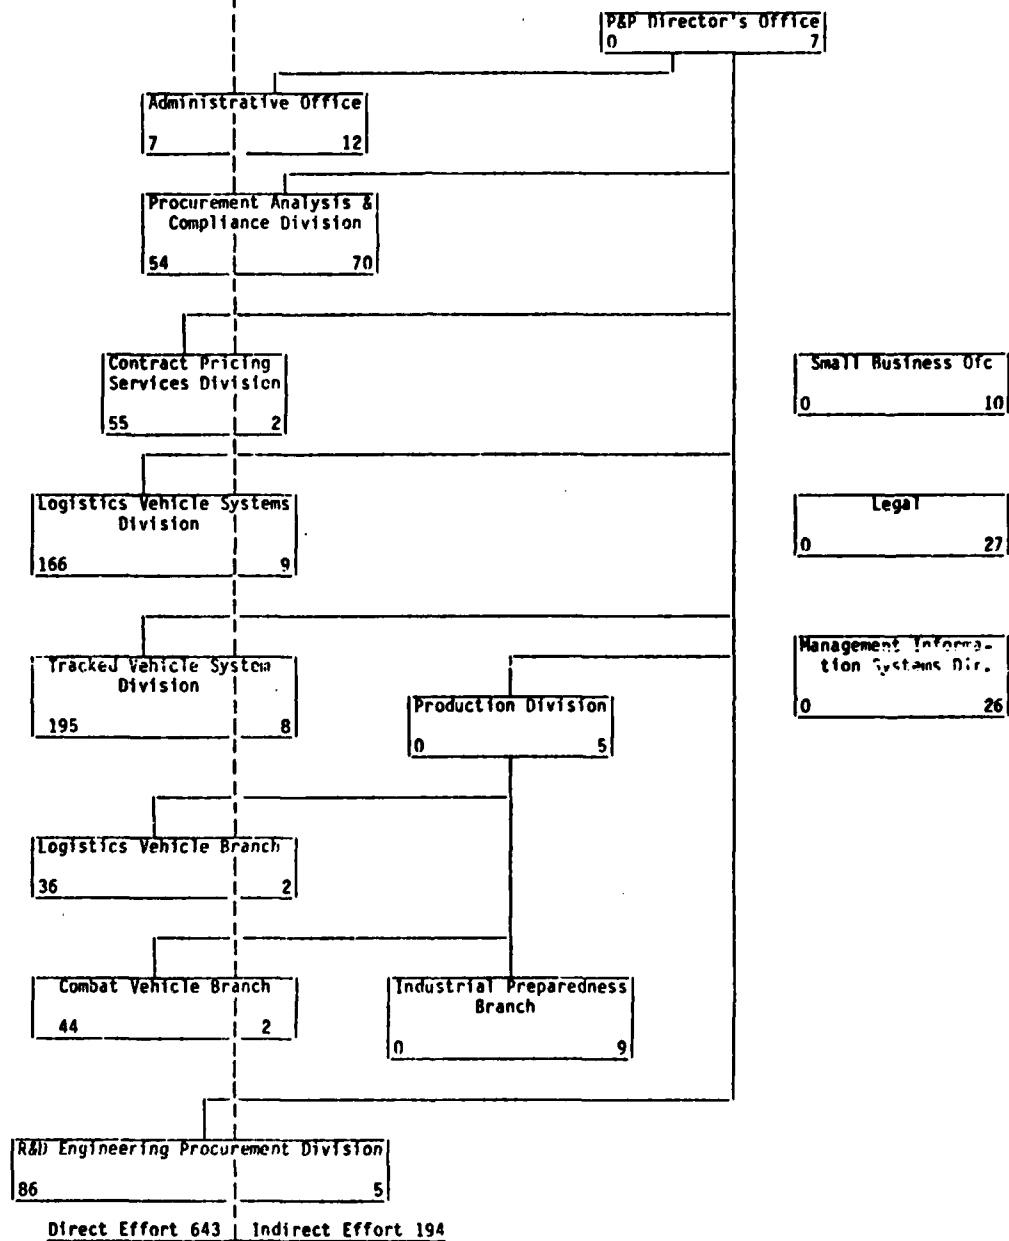 P&P Director's Office
0 7
Administrative Office
7 12
Procurement Analysis &
Compliance Division
54 70
Contract Pricing
Services Division
55 2
Small Business Ofc
0 10
Logistics Vehicle Systems
Division
166 9
Legal
0 27
Tracked Vehicle System
Division
195 8
Management Informa-
tion Systems Dir.
0 26
Production Division
0 5
Logistics Vehicle Branch
36 2
Combat Vehicle Branch
44 2
Industrial Preparedness
Branch
0 9
R&D Engineering Procurement Division
86 5
Direct Effort 643 | Indirect Effort 194